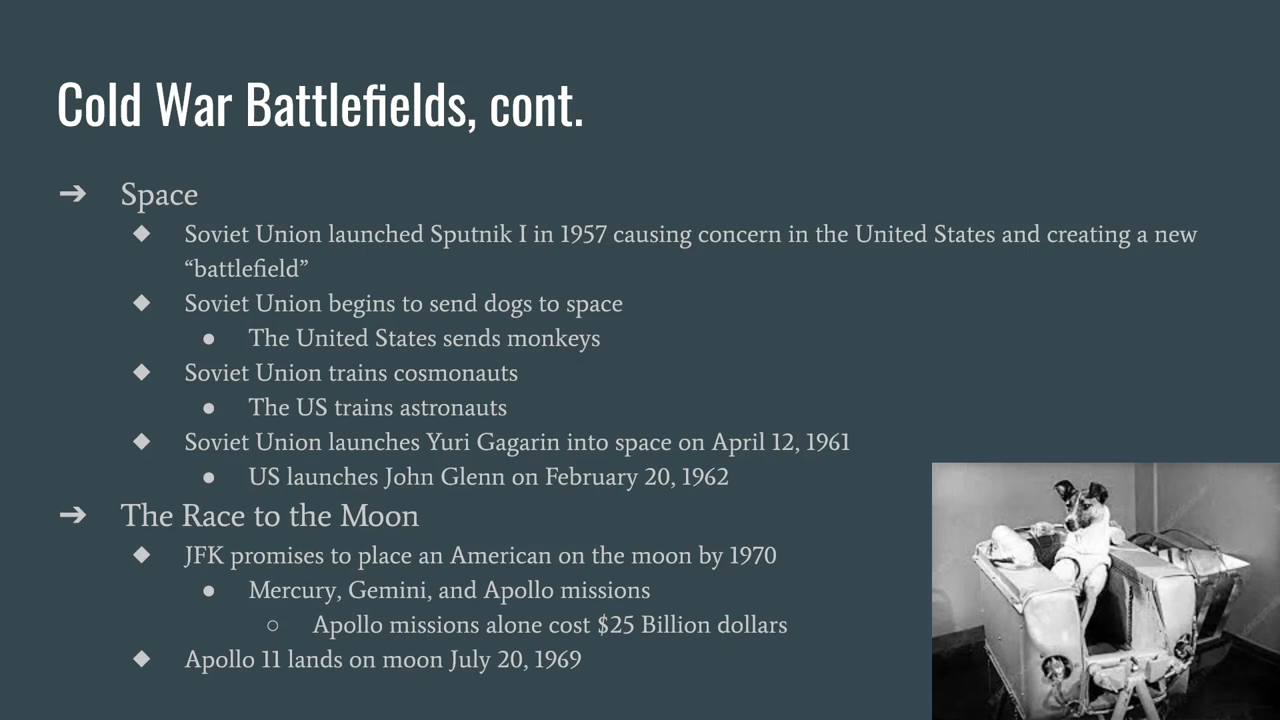 Cold War Battlefields, cont.
➔ Space
◆ Soviet Union launched Sputnik I in 1957 causing concern in the United States and creating a new
“battlefield”
◆ Soviet Union begins to send dogs to space
● The United States sends monkeys
◆ Soviet Union trains cosmonauts
● The US trains astronauts
◆ Soviet Union launches Yuri Gagarin into space on April 12, 1961
● US launches John Glenn on February 20, 1962
➔ The Race to the Moon
◆ JFK promises to place an American on the moon by 1970
● Mercury, Gemini, and Apollo missions
○ Apollo missions alone cost $25 Billion dollars
◆ Apollo 11 lands on moon July 20, 1969